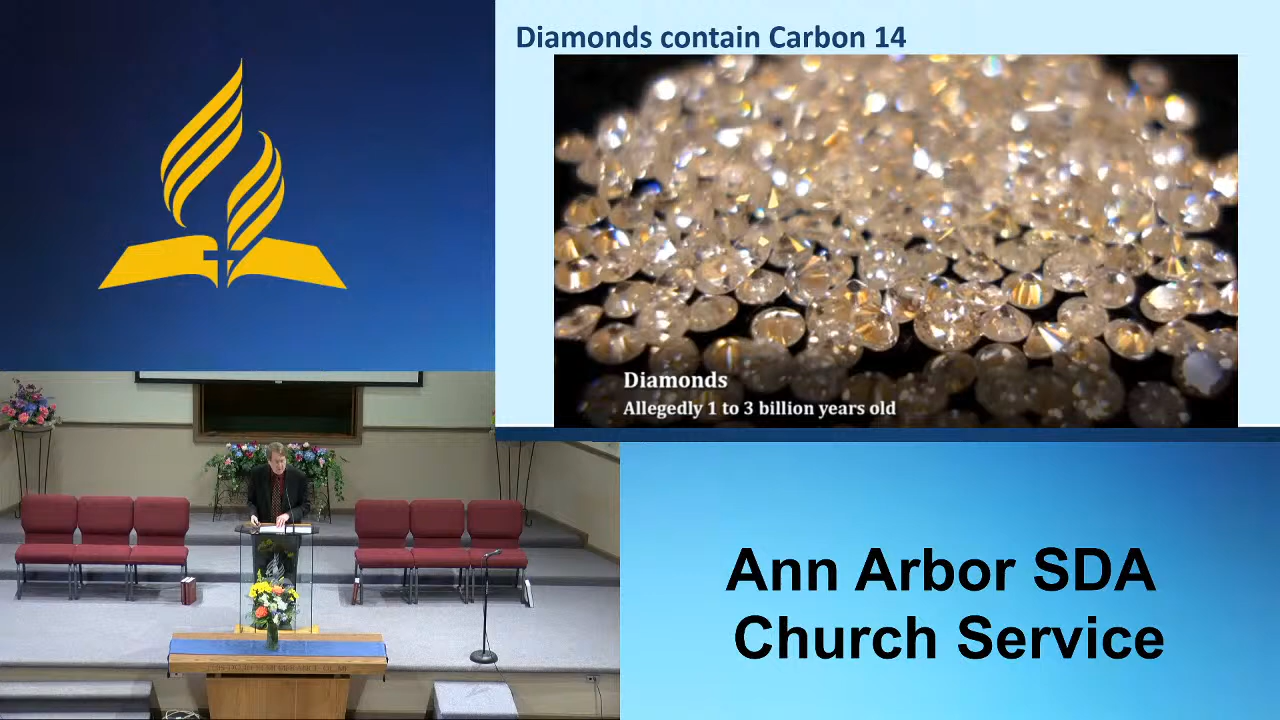 Diamonds contain Carbon 14
Diamonds
Allegedly 1 to 3 billion years old
Ann Arbor SDA
Church Service